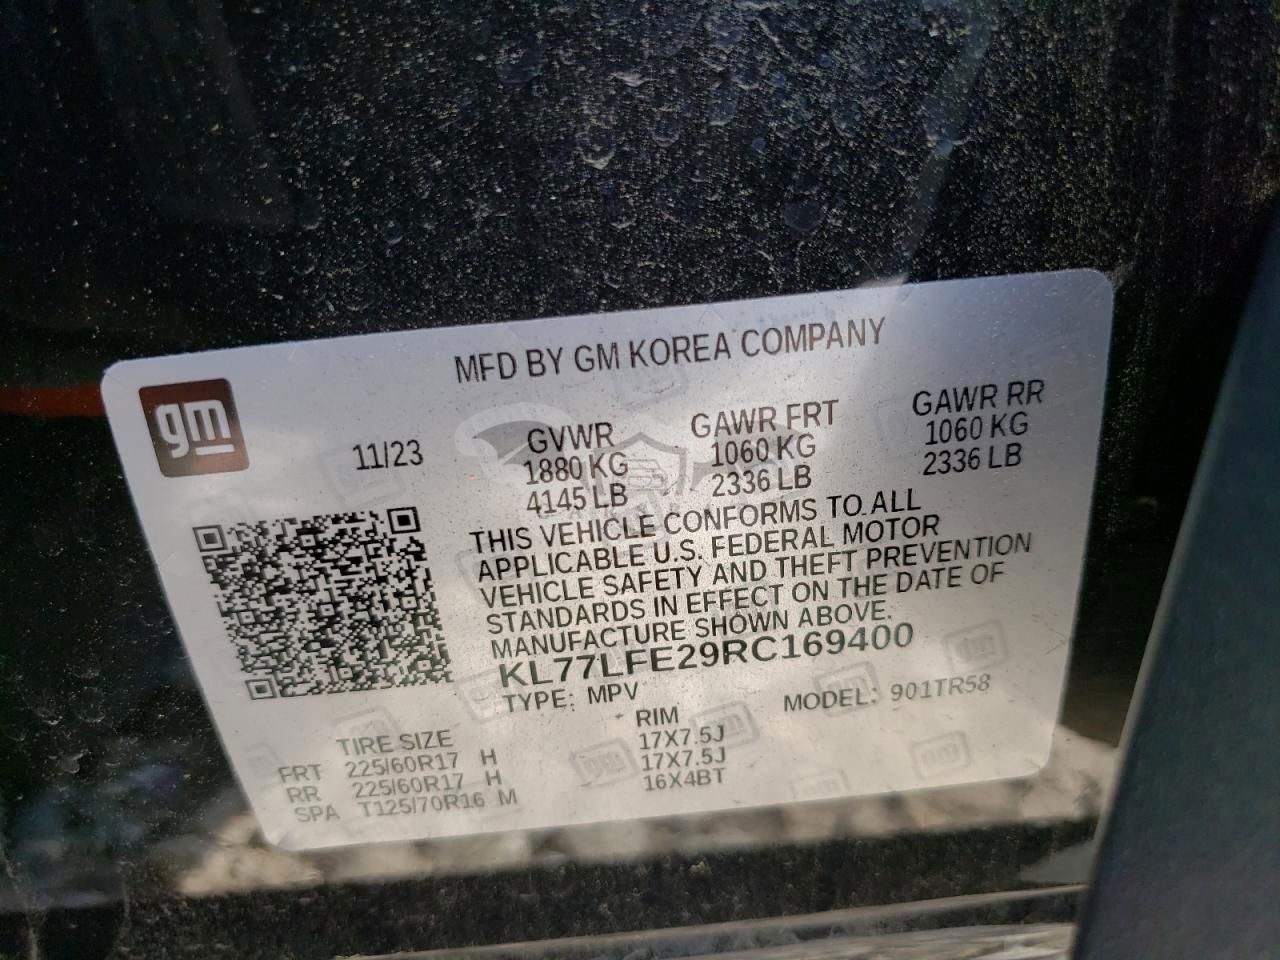 MFD BY GM KOREA COMPANY
gm
11/23
GVWR GAWR FRT GAWR RR
1880 KG 1060 KG 1060 KG
4145 LB 2336 LB 2336 LB
THIS VEHICLE CONFORMS TO ALL
APPLICABLE U.S. FEDERAL MOTOR
VEHICLE SAFETY AND THEFT PREVENTION
STANDARDS IN EFFECT ON THE DATE OF
MANUFACTURE SHOWN ABOVE.
KL77LFE29RC169400
TYPE: MPV MODEL: 901TR58
TIRE SIZE RIM
FRT 225/60R17 H 17X7.5J
RR 225/60R17 H 17X7.5J
SPA T125/70R16 M 16X4BT